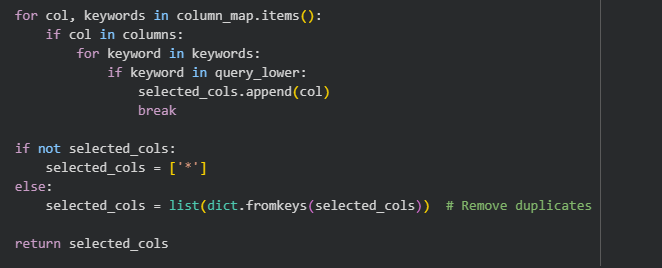 for col, keywords in column_map.items():
    if col in columns:
        for keyword in keywords:
            if keyword in query_lower:
                selected_cols.append(col)
                break

if not selected_cols:
    selected_cols = ['*']
else:
    selected_cols = list(dict.fromkeys(selected_cols))  # Remove duplicates

return selected_cols